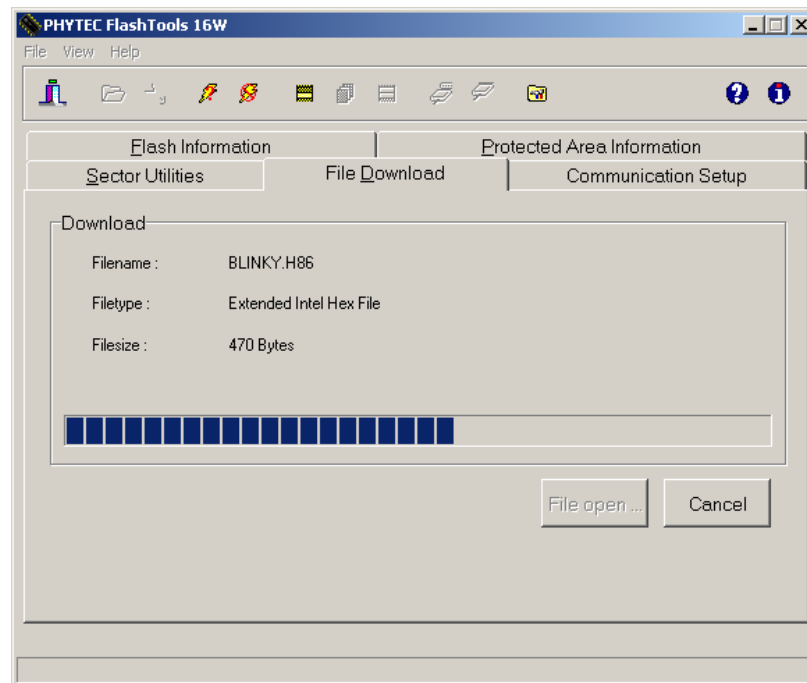 PHYTEC FlashTools 16W
File View Help
Flash Information Protected Area Information
Sector Utilities File Download Communication Setup
Download
Filename : BLINKY.H86
Filetype : Extended Intel Hex File
Filesize : 470 Bytes
File open ... Cancel